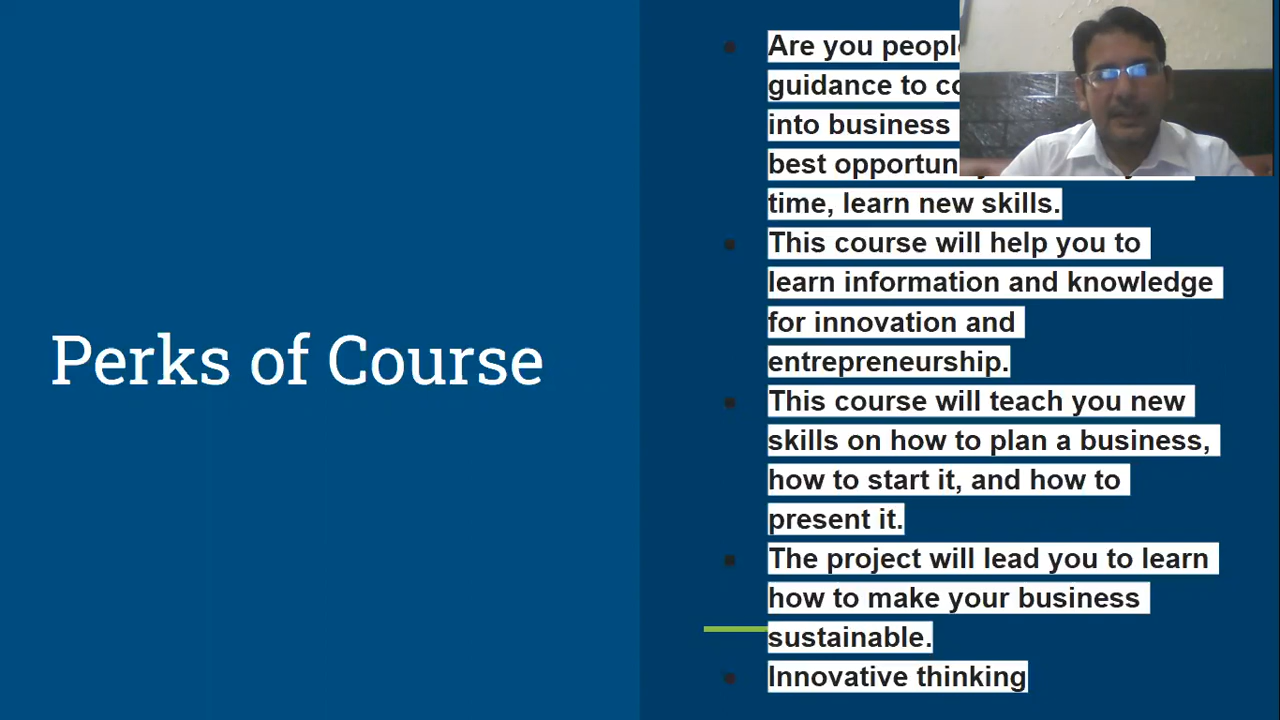 Perks of Course
Are you
guidance to
into business
best
time, learn new skills.
This course will help you to
learn information and knowledge
for innovation and
entrepreneurship.
This course will teach you new
skills on how to plan a business,
how to start it, and how to
present it.
The project will lead you to learn
how to make your business
sustainable.
Innovative thinking